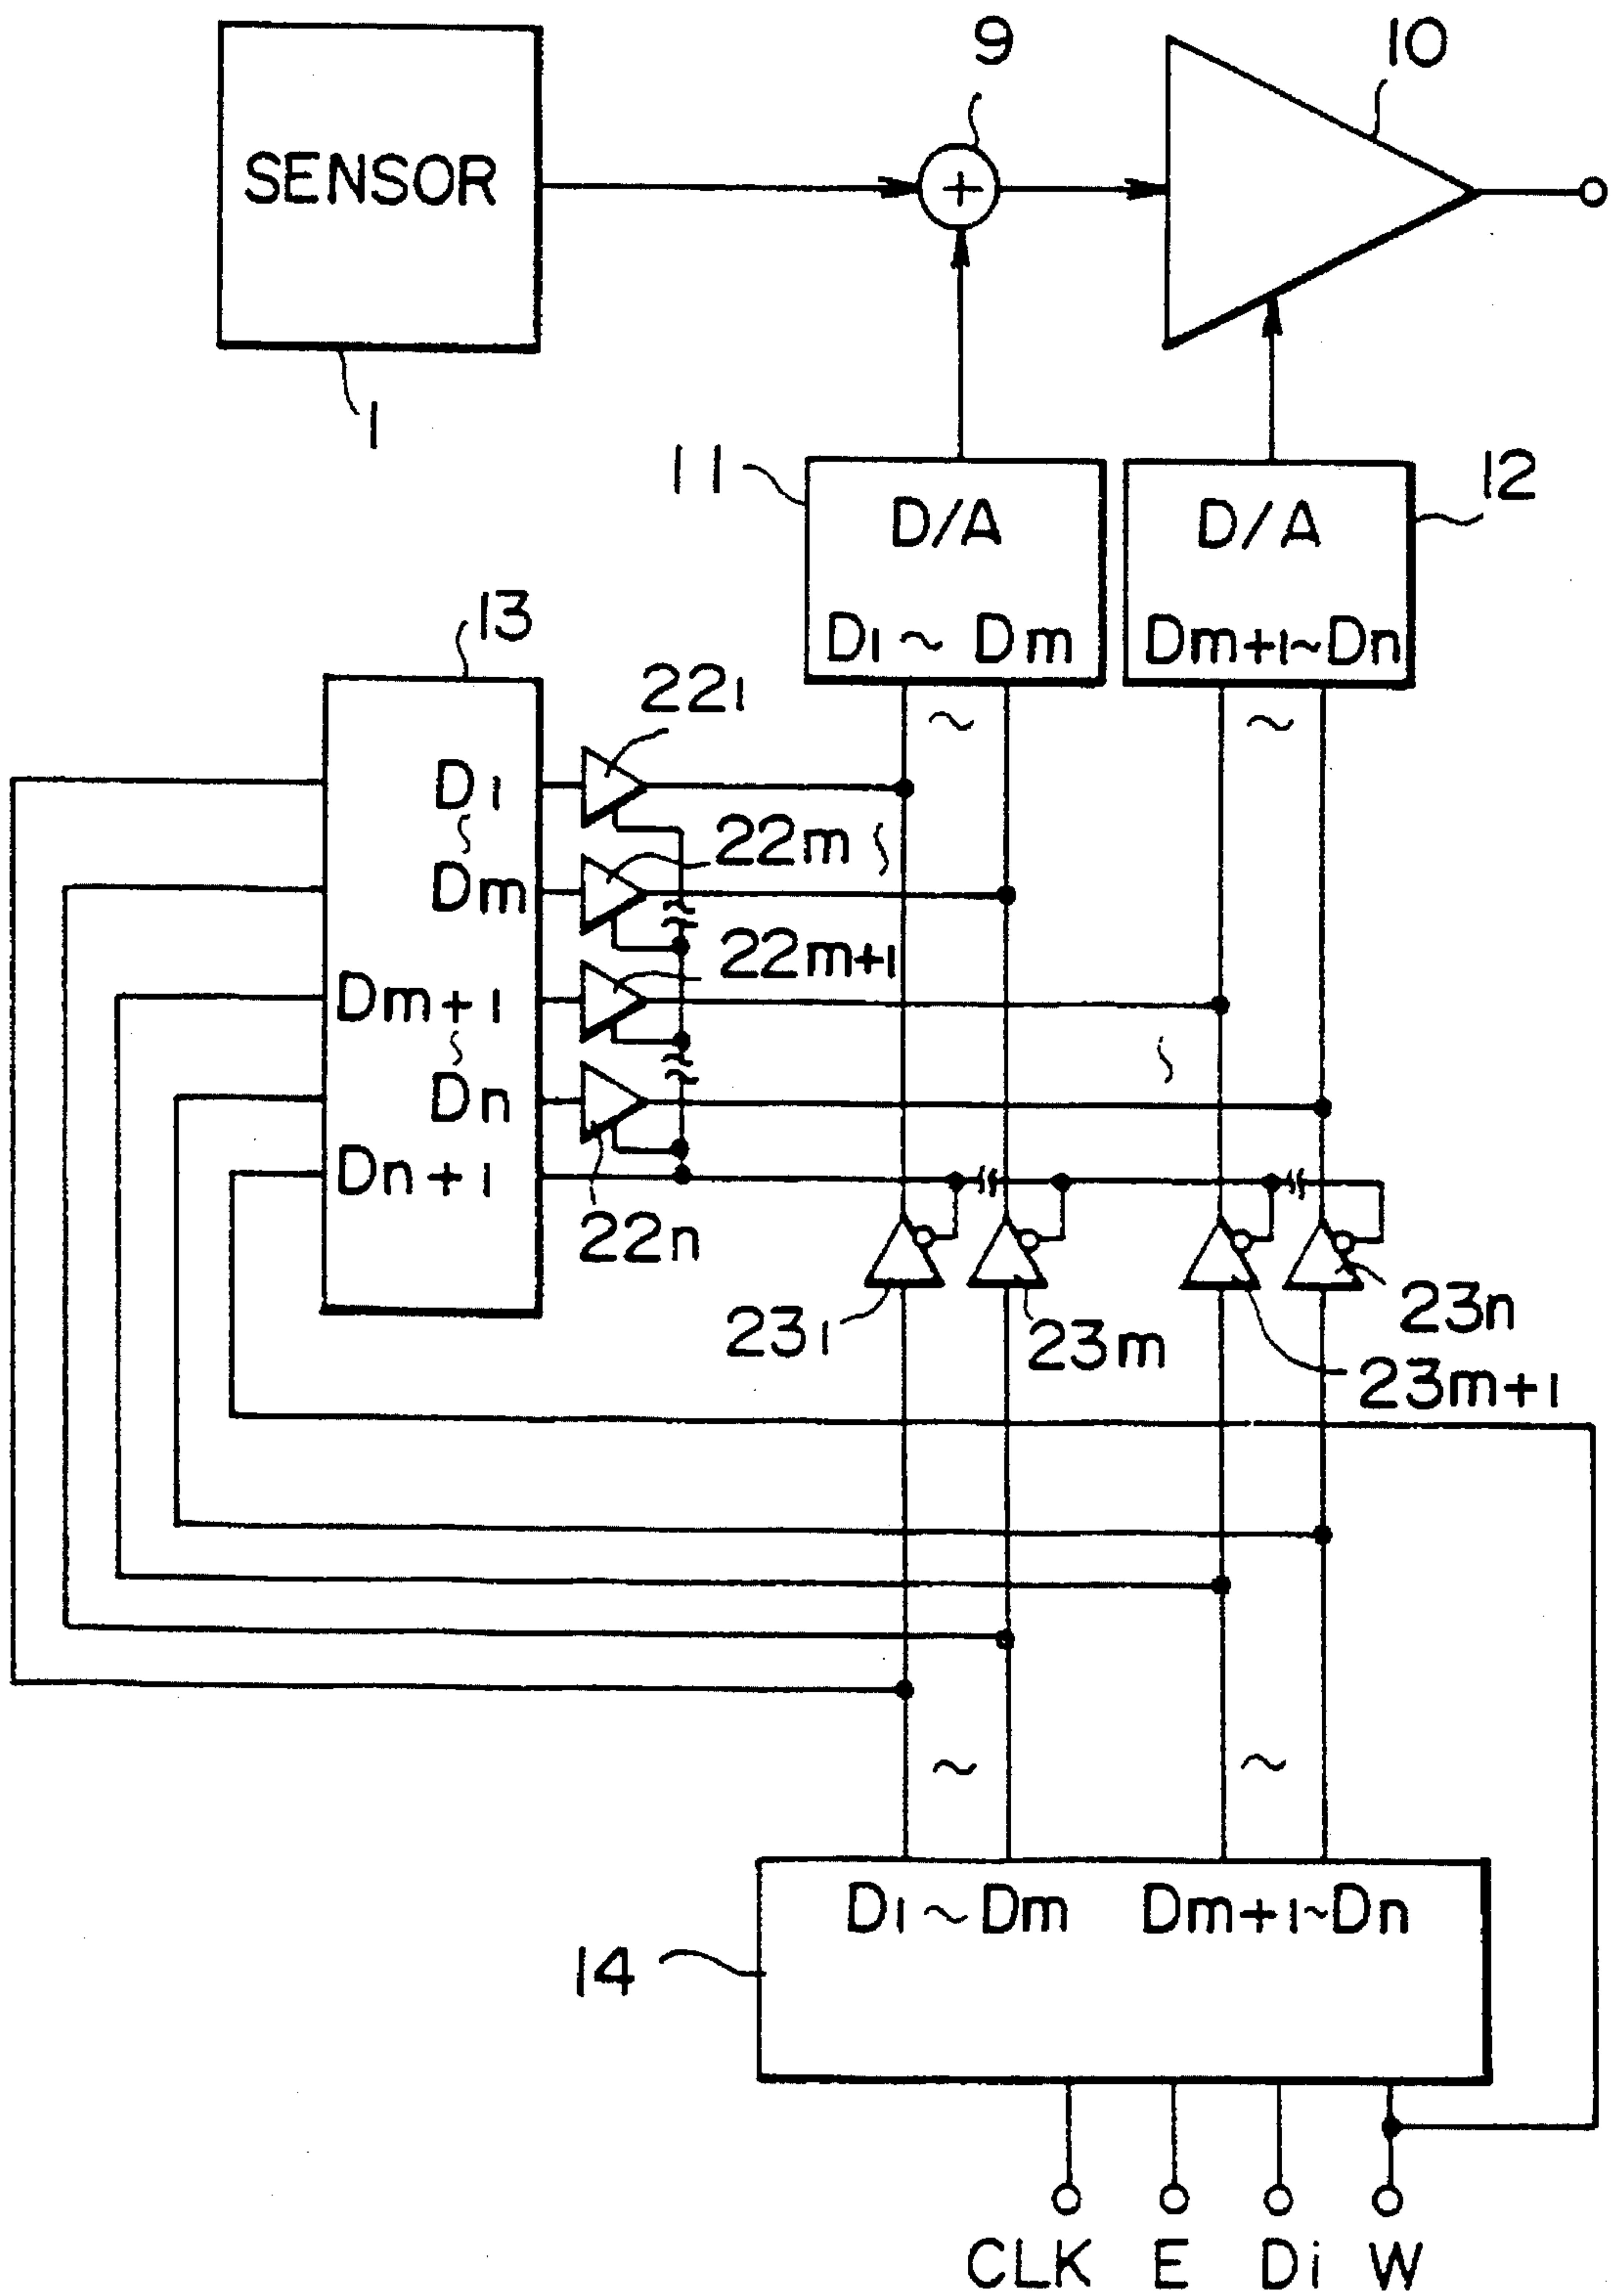 9
10
SENSOR
+
1
11
D/A
D1 ~ Dm
12
D/A
Dm+1~Dn
13
221
D1
~
22m
Dm
22m+1
Dm+1
~
Dn
Dn+1
22n
231
23m
23n
23m+1
D1 ~ Dm Dm+1~Dn
14
CLK E Di W